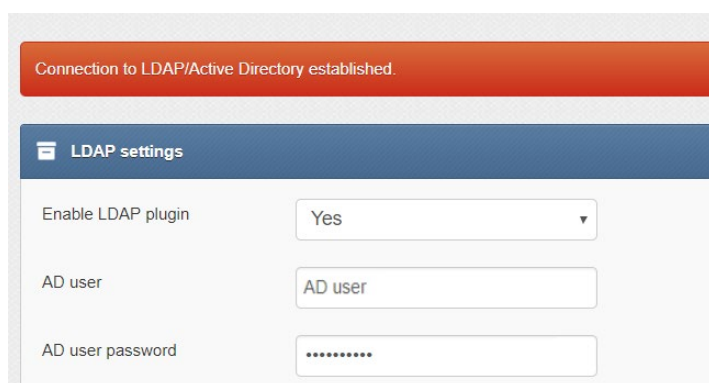 Connection to LDAP/Active Directory established.
LDAP settings
Enable LDAP plugin Yes
AD user AD user
AD user password ••••••••••